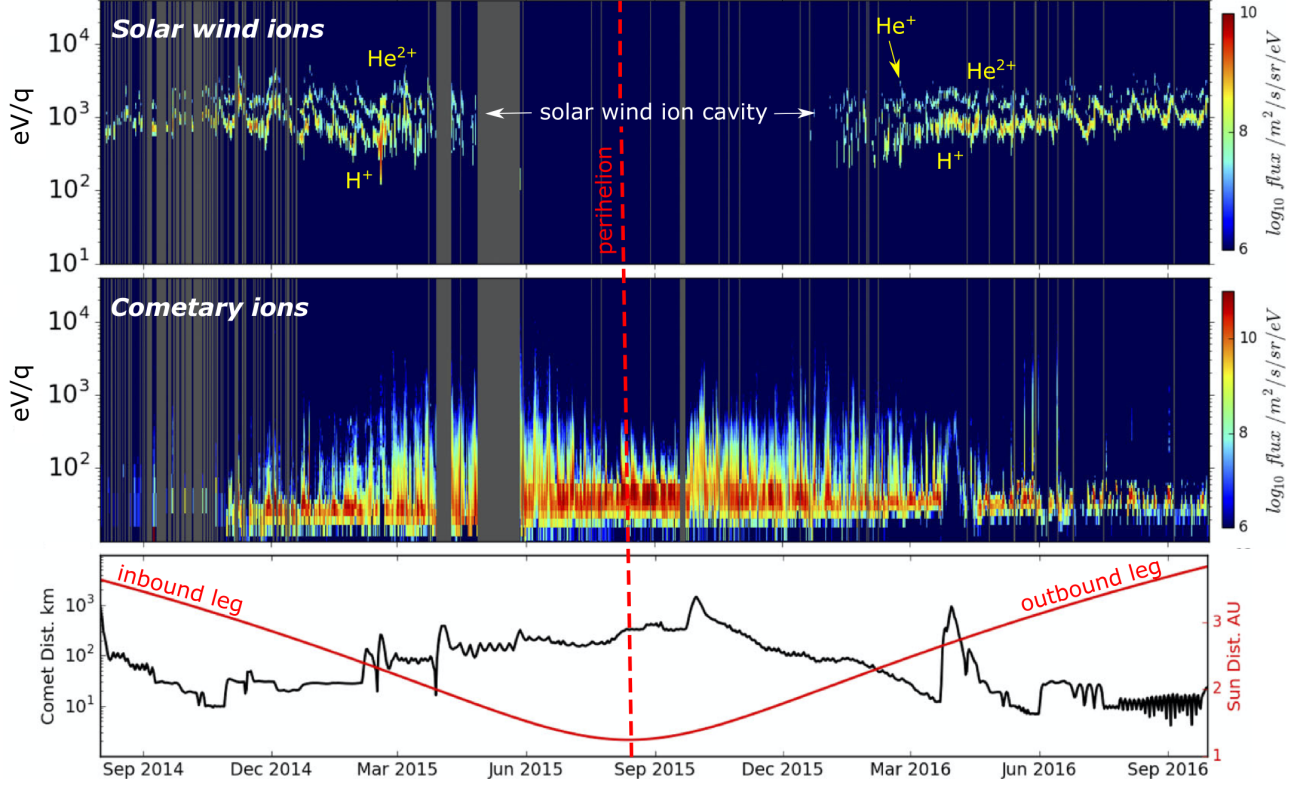 Solar wind ions
10⁴
10³
10²
10¹
eV/q
He²⁺
H⁺
solar wind ion cavity
perihelion
He⁺
He²⁺
H⁺
10
8
6
log₁₀ flux /m²/s/sr/eV
Cometary ions
10⁴
10³
10²
eV/q
10
8
6
log₁₀ flux /m²/s/sr/eV
inbound leg
outbound leg
10³
10²
10¹
Comet Dist. km
3
2
1
Sun Dist. AU
Sep 2014
Dec 2014
Mar 2015
Jun 2015
Sep 2015
Dec 2015
Mar 2016
Jun 2016
Sep 2016